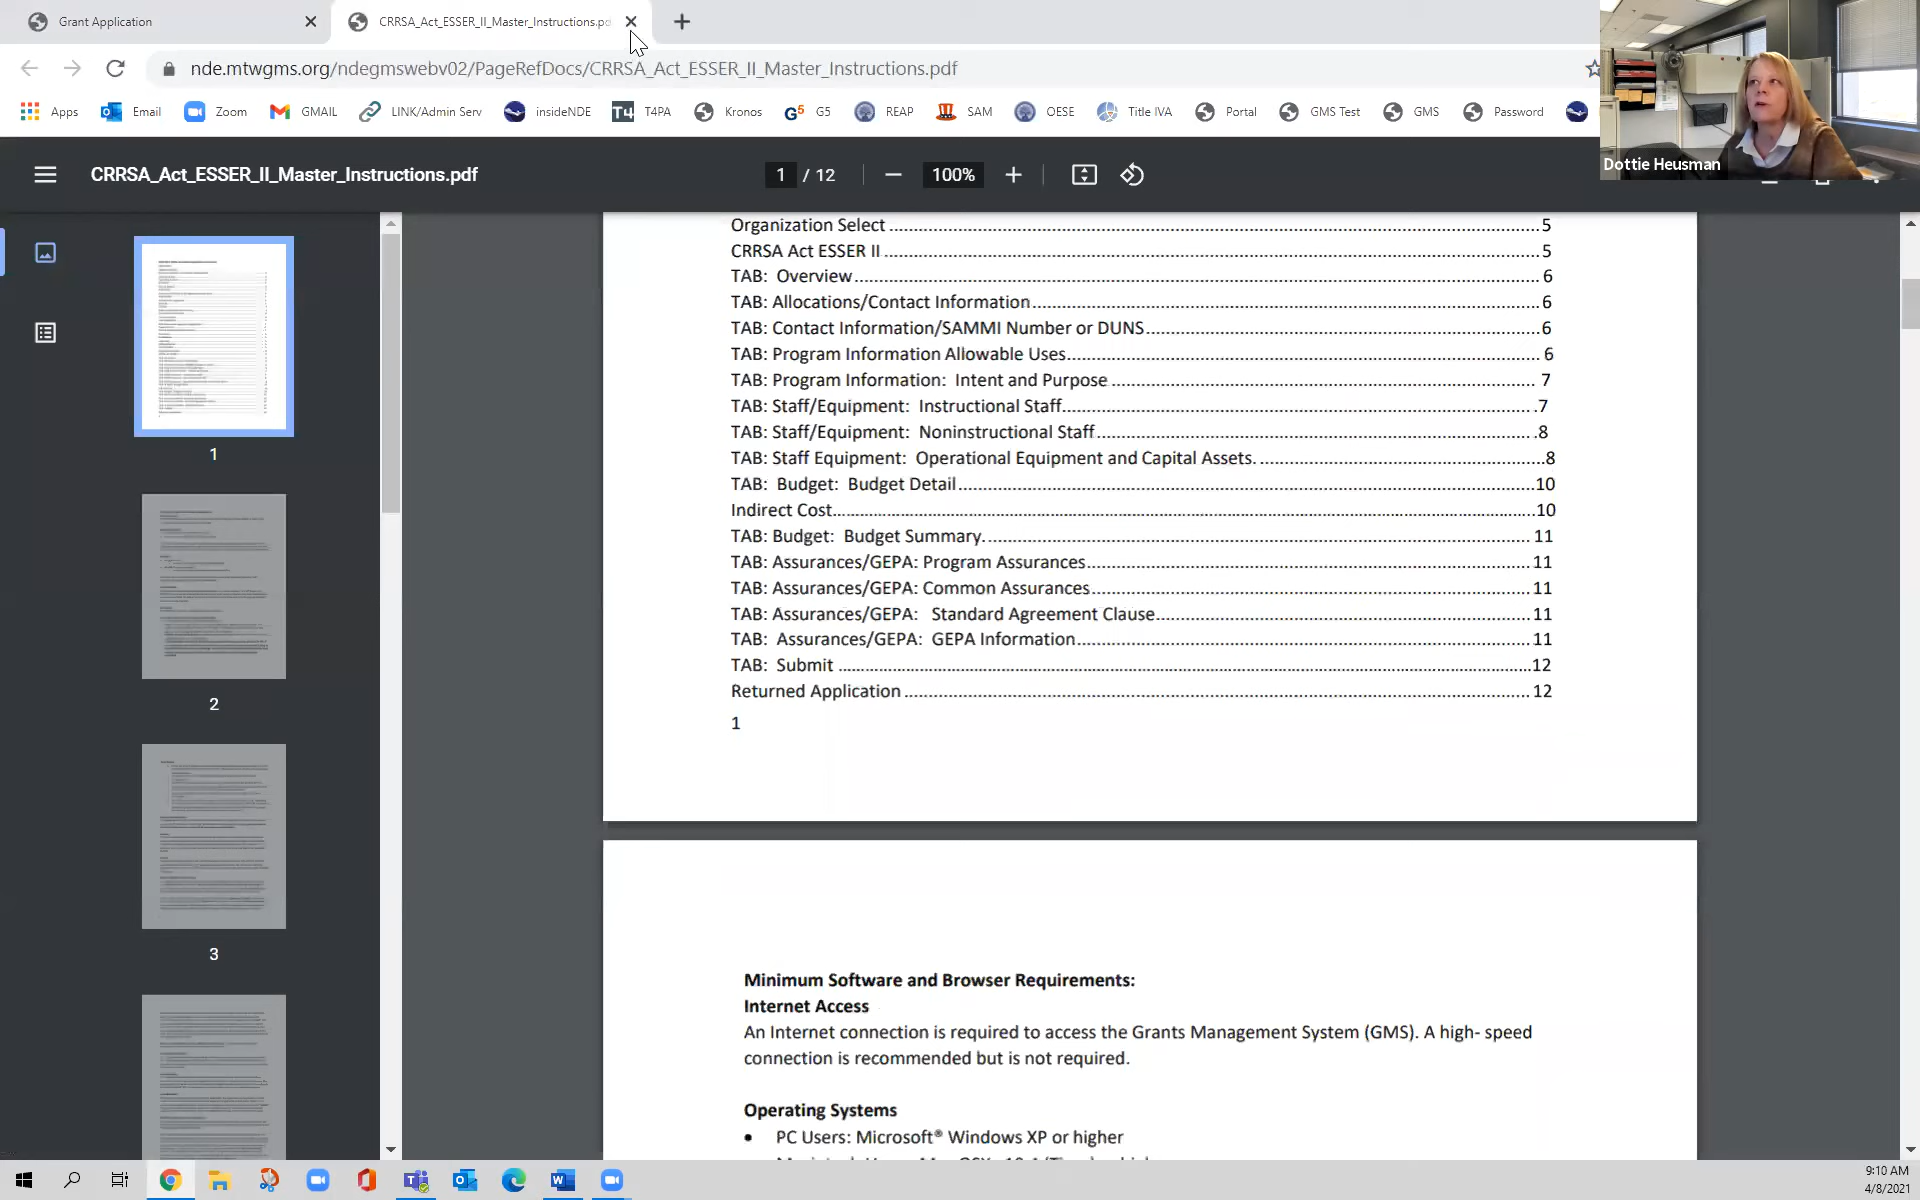 Grant Application
CRRSA_Act_ESSER_II_Master_Instructions.pd
nde.mtwgms.org/ndegmswebv02/PageRefDocs/CRRSA_Act_ESSER_II_Master_Instructions.pdf
Apps Email Zoom GMAIL LINK/Admin Serv insideNDE T4 T4PA Kronos G5 G5 REAP SAM OESE Title IVA Portal GMS Test GMS Password
Dottie Heusman
CRRSA_Act_ESSER_II_Master_Instructions.pdf
1 / 12
100%
1
2
3
Organization Select ........ 5
CRRSA Act ESSER II ........ 5
TAB: Overview ........ 6
TAB: Allocations/Contact Information ........ 6
TAB: Contact Information/SAMMI Number or DUNS ........ 6
TAB: Program Information Allowable Uses ........ 6
TAB: Program Information: Intent and Purpose ........ 7
TAB: Staff/Equipment: Instructional Staff ........ .7
TAB: Staff/Equipment: Noninstructional Staff ........ .8
TAB: Staff Equipment: Operational Equipment and Capital Assets. ........ 8
TAB: Budget: Budget Detail ........ 10
Indirect Cost ........ 10
TAB: Budget: Budget Summary. ........ 11
TAB: Assurances/GEPA: Program Assurances ........ 11
TAB: Assurances/GEPA: Common Assurances ........ 11
TAB: Assurances/GEPA: Standard Agreement Clause ........ 11
TAB: Assurances/GEPA: GEPA Information ........ 11
TAB: Submit ........ 12
Returned Application ........ 12
1
Minimum Software and Browser Requirements:
Internet Access
An Internet connection is required to access the Grants Management System (GMS). A high- speed
connection is recommended but is not required.
Operating Systems
• PC Users: Microsoft® Windows XP or higher
9:10 AM
4/8/2021